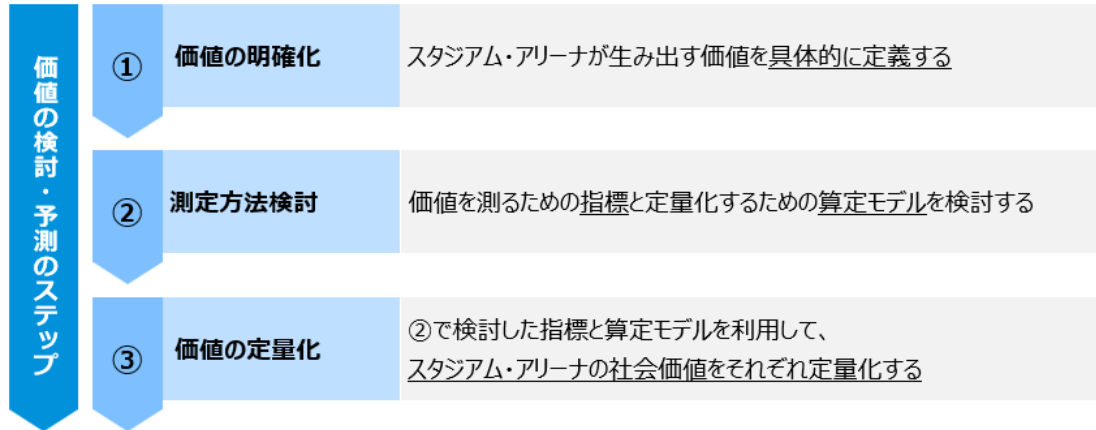 価値の検討・予測のステップ
①
価値の明確化
スタジアム・アリーナが生み出す価値を具体的に定義する
②
測定方法検討
価値を測るための指標と定量化するための算定モデルを検討する
③
価値の定量化
②で検討した指標と算定モデルを利用して、
スタジアム・アリーナの社会価値をそれぞれ定量化する